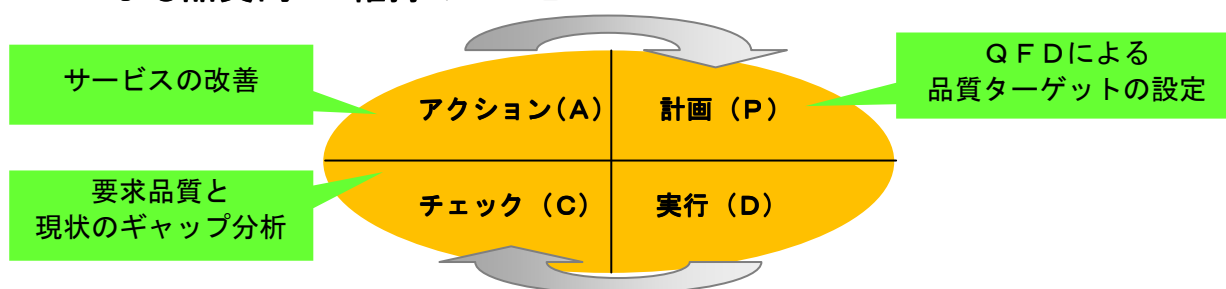 サービスの改善
QFDによる
品質ターゲットの設定
アクション(A)
計画(P)
要求品質と
現状のギャップ分析
チェック(C)
実行(D)